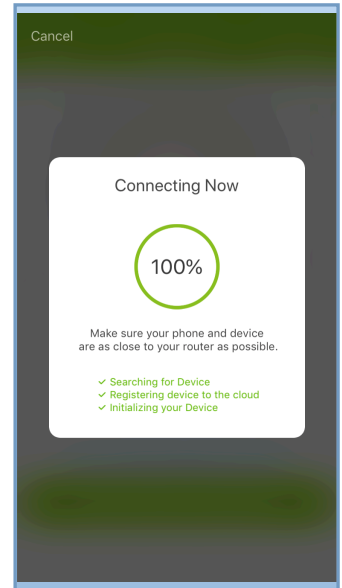 Cancel
Connecting Now
100%
Make sure your phone and device
are as close to your router as possible.
✓ Searching for Device
✓ Registering device to the cloud
✓ Initializing your Device